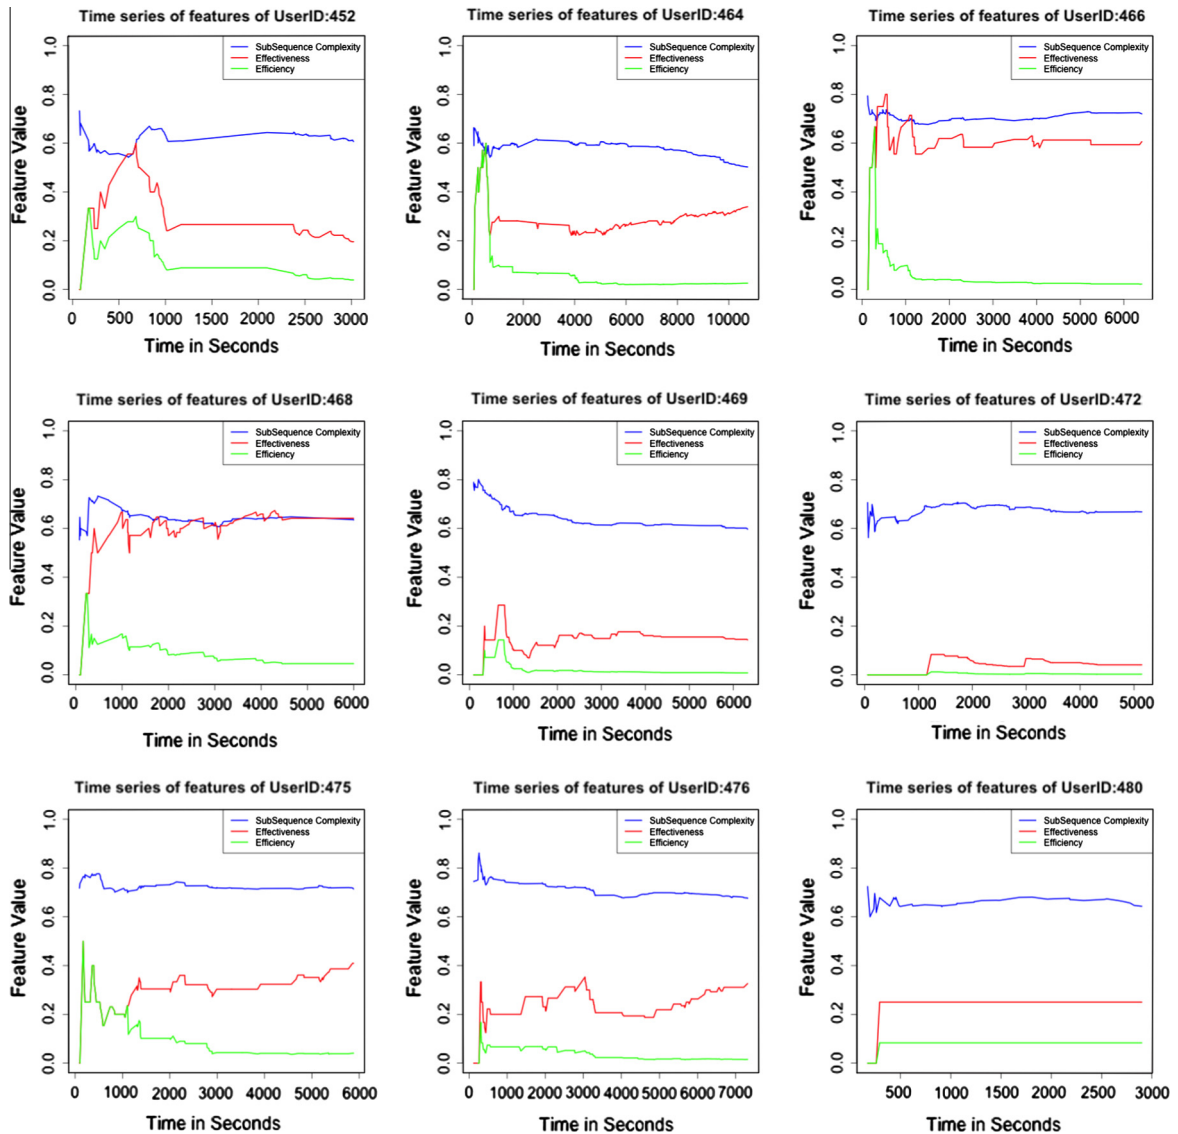 Time series of features of UserID:452
1.0
0.8
0.6
0.4
0.2
0.0
Feature Value
SubSequence Complexity
Effectiveness
Efficiency
0 500 1000 1500 2000 2500 3000
Time in Seconds
Time series of features of UserID:464
1.0
0.8
0.6
0.4
0.2
0.0
Feature Value
SubSequence Complexity
Effectiveness
Efficiency
0 2000 4000 6000 8000 10000
Time in Seconds
Time series of features of UserID:466
1.0
0.8
0.6
0.4
0.2
0.0
Feature Value
SubSequence Complexity
Effectiveness
Efficiency
0 1000 2000 3000 4000 5000 6000
Time in Seconds
Time series of features of UserID:468
1.0
0.8
0.6
0.4
0.2
0.0
Feature Value
SubSequence Complexity
Effectiveness
Efficiency
0 1000 2000 3000 4000 5000 6000
Time in Seconds
Time series of features of UserID:469
1.0
0.8
0.6
0.4
0.2
0.0
Feature Value
SubSequence Complexity
Effectiveness
Efficiency
0 1000 2000 3000 4000 5000 6000
Time in Seconds
Time series of features of UserID:472
1.0
0.8
0.6
0.4
0.2
0.0
Feature Value
SubSequence Complexity
Effectiveness
Efficiency
0 1000 2000 3000 4000 5000
Time in Seconds
Time series of features of UserID:475
1.0
0.8
0.6
0.4
0.2
0.0
Feature Value
SubSequence Complexity
Effectiveness
Efficiency
0 1000 2000 3000 4000 5000 6000
Time in Seconds
Time series of features of UserID:476
1.0
0.8
0.6
0.4
0.2
0.0
Feature Value
SubSequence Complexity
Effectiveness
Efficiency
0 1000 2000 3000 4000 5000 6000 7000
Time in Seconds
Time series of features of UserID:480
1.0
0.8
0.6
0.4
0.2
0.0
Feature Value
SubSequence Complexity
Effectiveness
Efficiency
500 1000 1500 2000 2500 3000
Time in Seconds